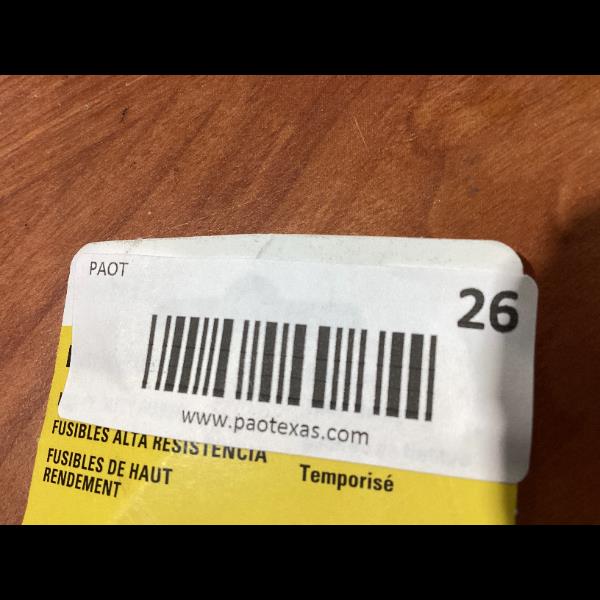 PAOT
26
www.paotexas.com
FUSIBLES ALTA RESISTENCIA
FUSIBLES DE HAUT
RENDEMENT
Temporisé